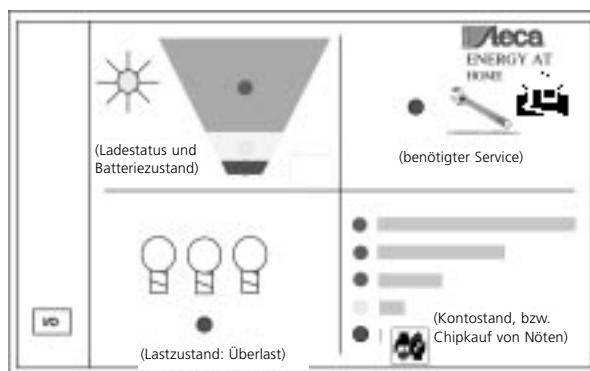 Steca
ENERGY AT
HOME
(Ladestatus und
Batteriezustand)
(benötigter Service)
(Lastzustand: Überlast)
(Kontostand, bzw.
Chipkauf von Nöten)
I/O